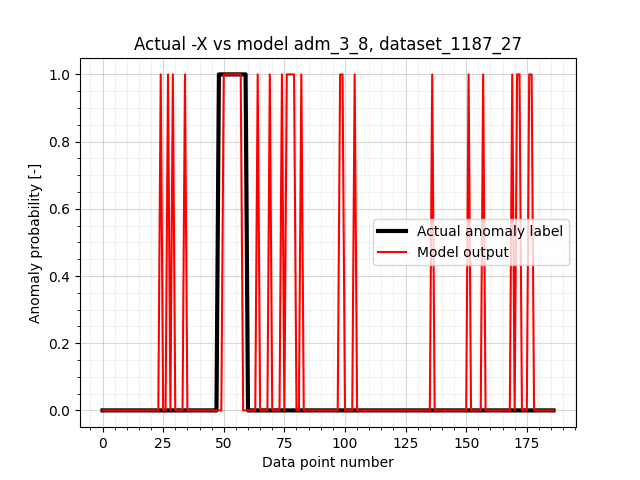 Actual -X vs model adm_3_8, dataset_1187_27
1.0
0.8
0.6
0.4
0.2
0.0
Anomaly probability [-]
Actual anomaly label
Model output
0 25 50 75 100 125 150 175
Data point number